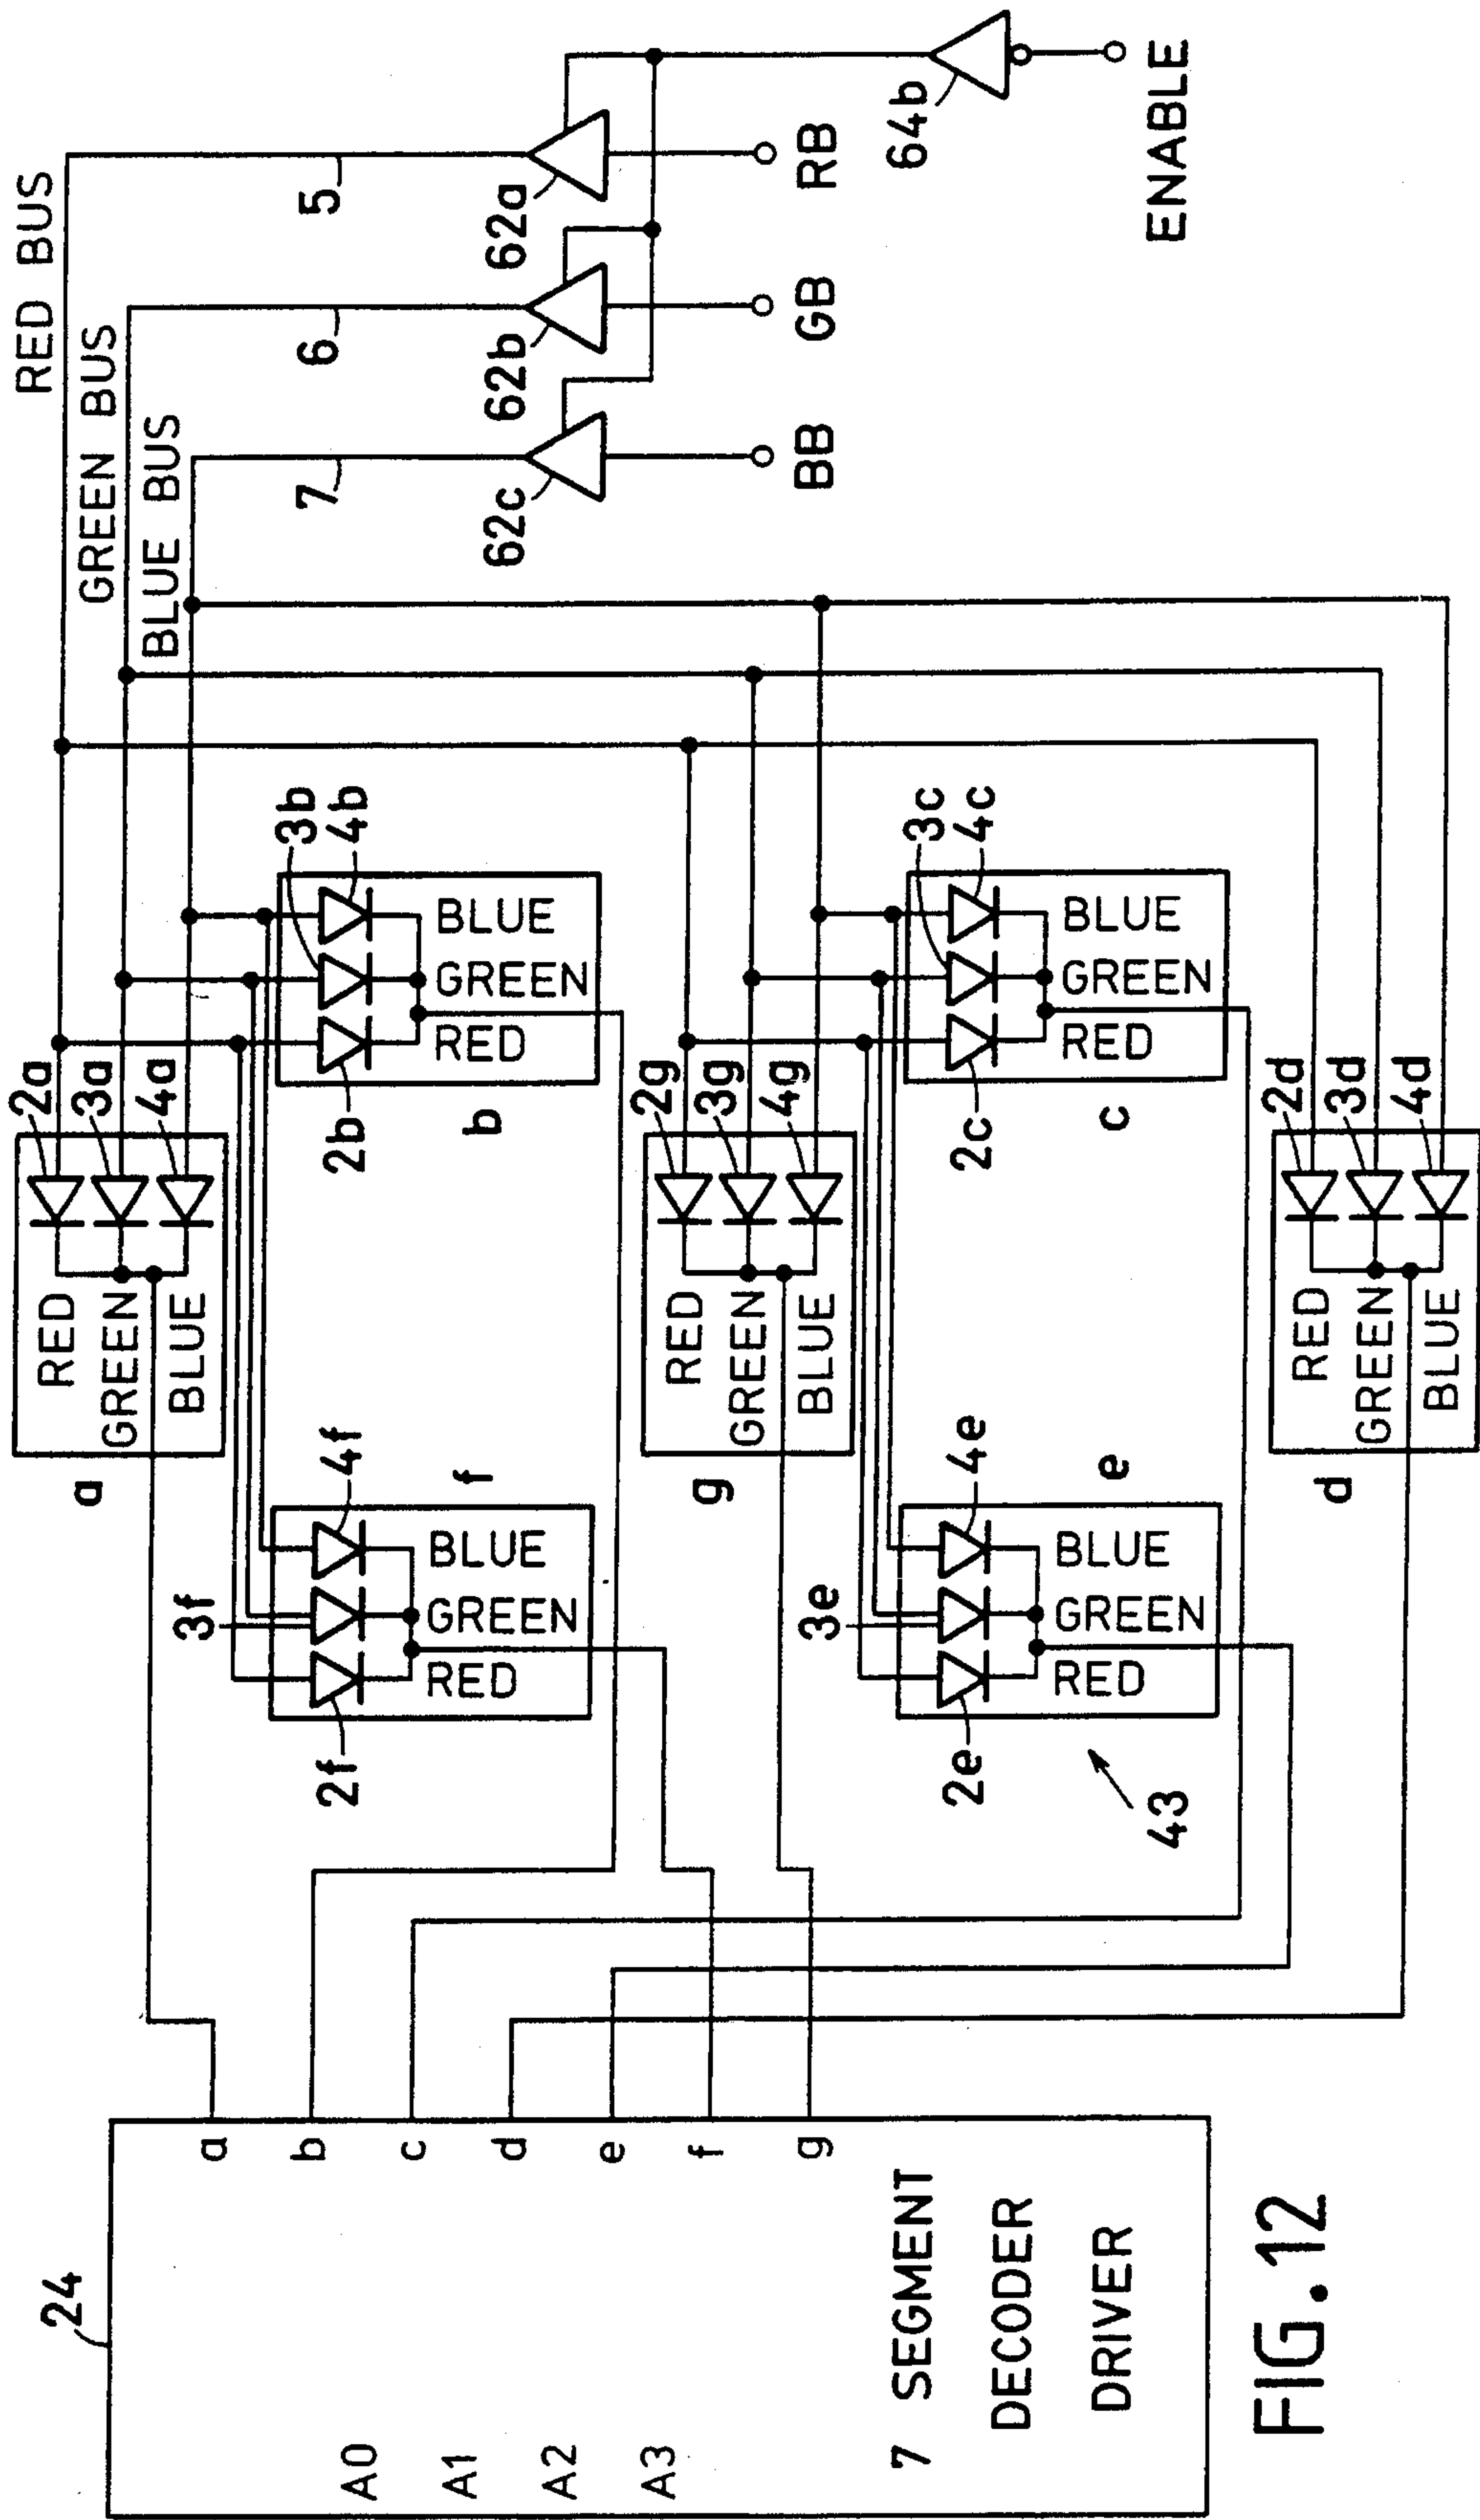 24
A0
A1
A2
A3
7 SEGMENT
DECODER
DRIVER
a
b
c
d
e
f
g
a
RED
GREEN
BLUE
2a
3a
4a
f
3f
4f
2f
BLUE
GREEN
RED
b
3b
4b
2b
BLUE
GREEN
RED
g
RED
GREEN
BLUE
2g
3g
4g
e
3e
4e
2e
BLUE
GREEN
RED
c
3c
4c
2c
BLUE
GREEN
RED
d
RED
GREEN
BLUE
2d
3d
4d
43
RED BUS
GREEN BUS
BLUE BUS
5
6
7
62a
62b
62c
RB
GB
BB
64b
ENABLE
FIG. 12